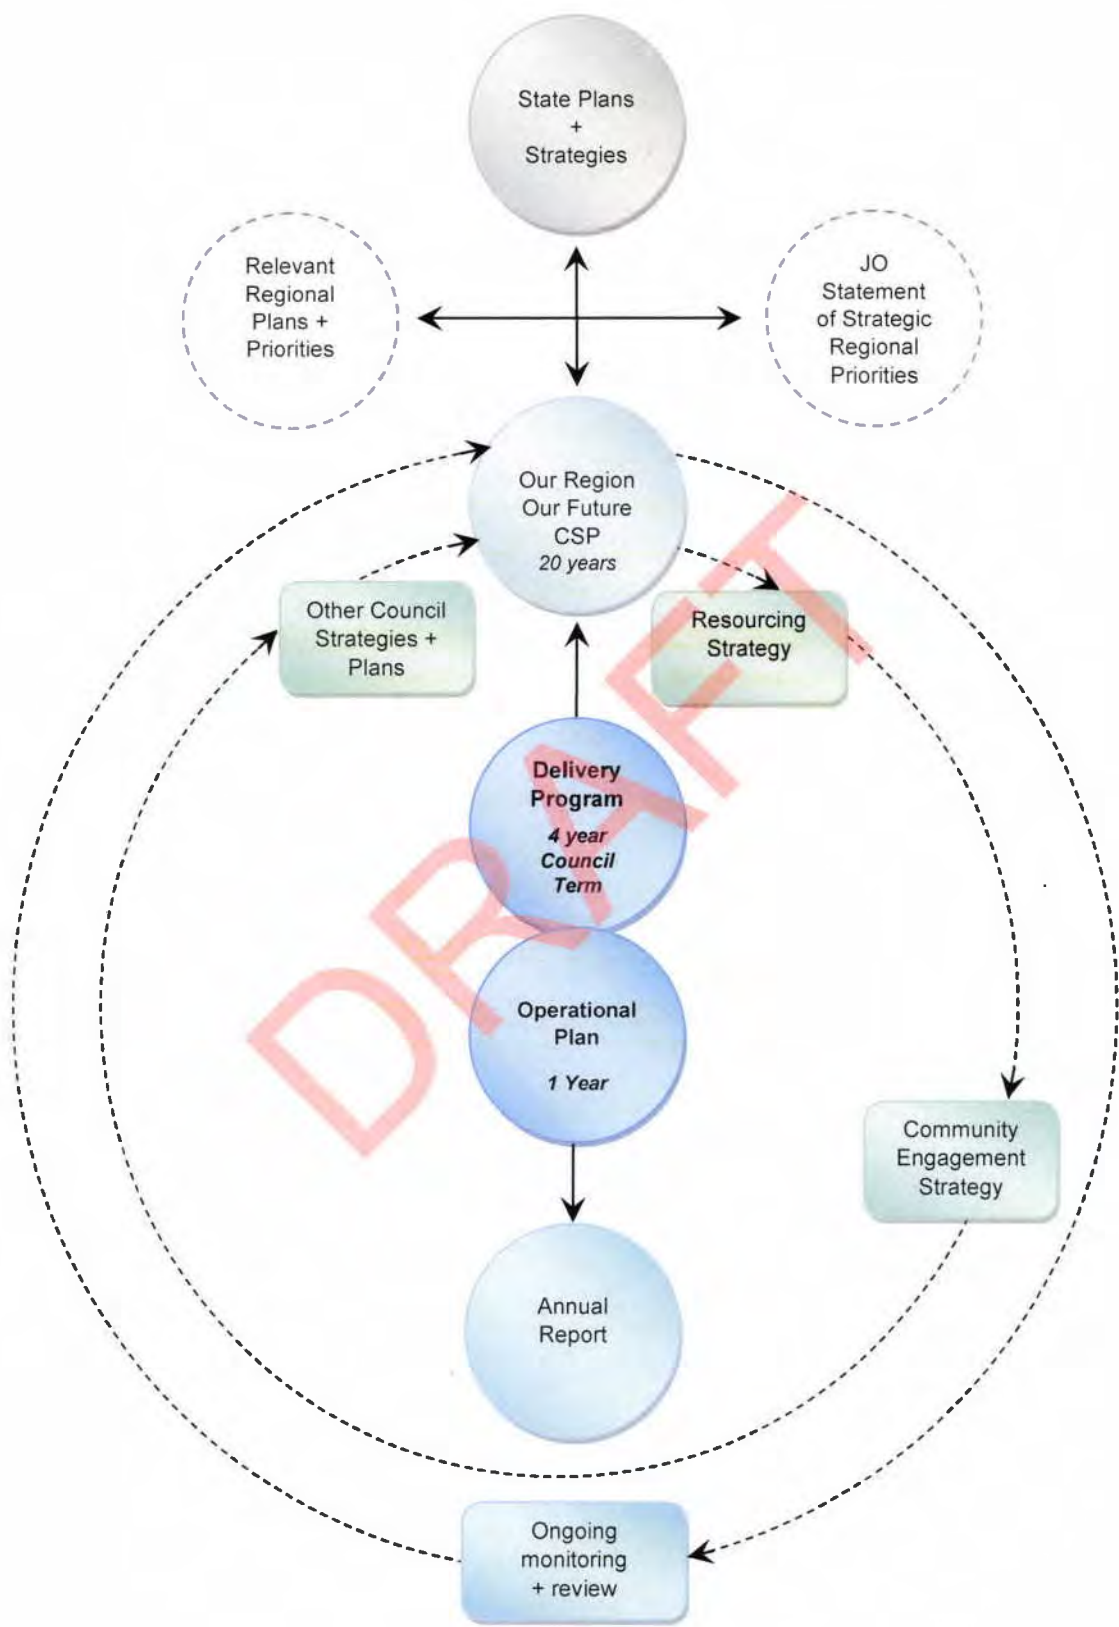 State Plans
+
Strategies
Relevant
Regional
Plans +
Priorities
JO
Statement
of Strategic
Regional
Priorities
Our Region
Our Future
CSP
20 years
Other Council
Strategies +
Plans
Resourcing
Strategy
Delivery
Program
4 year
Council
Term
Operational
Plan
1 Year
Community
Engagement
Strategy
Annual
Report
Ongoing
monitoring
+ review
DRAFT